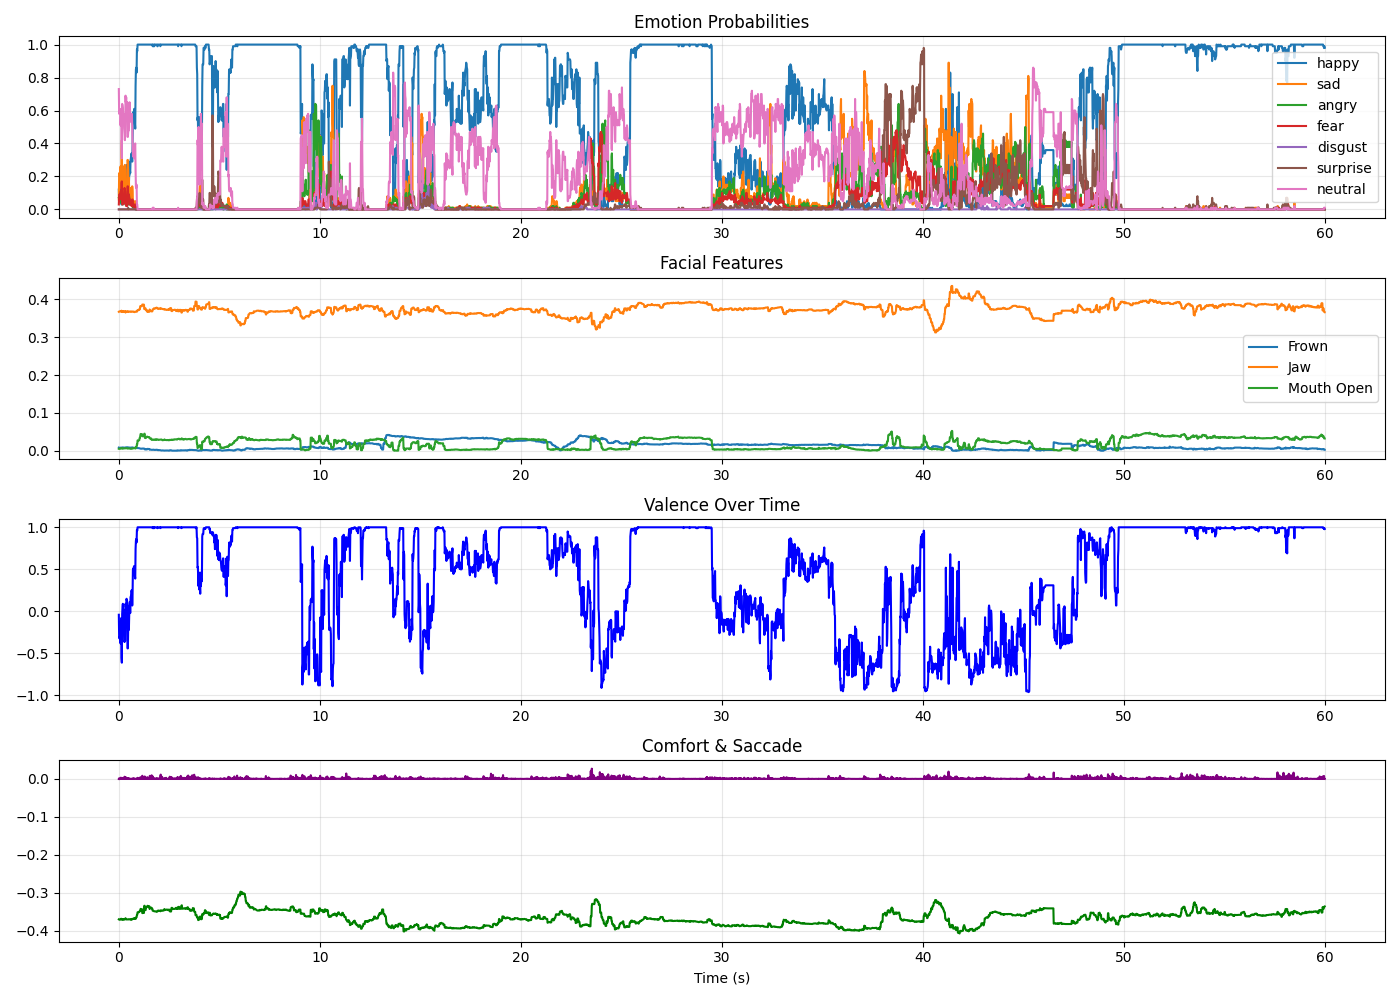 Emotion Probabilities
1.0
0.8
0.6
0.4
0.2
0.0
happy
sad
angry
fear
disgust
surprise
neutral
0 10 20 30 40 50 60
Facial Features
0.4
0.3
0.2
0.1
0.0
Frown
Jaw
Mouth Open
0 10 20 30 40 50 60
Valence Over Time
1.0
0.5
0.0
−0.5
−1.0
0 10 20 30 40 50 60
Comfort & Saccade
0.0
−0.1
−0.2
−0.3
−0.4
0 10 20 30 40 50 60
Time (s)